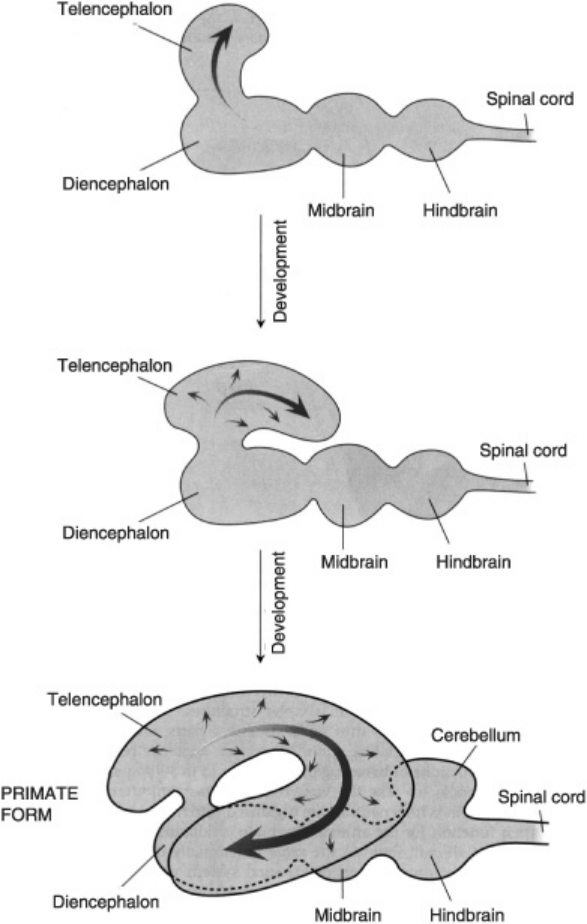 Telencephalon
Spinal cord
Diencephalon
Midbrain
Hindbrain
Development
Telencephalon
Spinal cord
Diencephalon
Midbrain
Hindbrain
Development
Telencephalon
Cerebellum
PRIMATE
FORM
Spinal cord
Diencephalon
Midbrain
Hindbrain